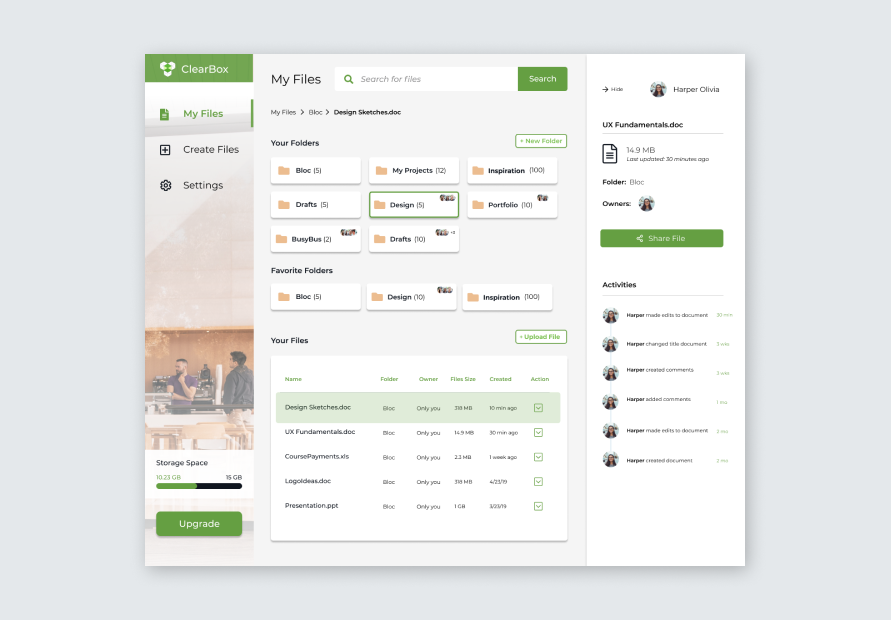 ClearBox
My Files
Create Files
Settings
Storage Space
10.23 GB 15 GB
Upgrade
My Files
Search for files
Search
My Files > Bloc > Design Sketches.doc
Your Folders
+ New Folder
Bloc (5)
My Projects (12)
Inspiration (100)
Drafts (5)
Design (5)
Portfolio (10)
BusyBus (2)
Drafts (10)
+2
Favorite Folders
Bloc (5)
Design (10)
Inspiration (100)
Your Files
+ Upload File
Name Folder Owner Files Size Created Action
Design Sketches.doc Bloc Only you 318 MB 10 min ago
UX Fundamentals.doc Bloc Only you 14.9 MB 30 min ago
CoursePayments.xls Bloc Only you 2.3 MB 1 week ago
LogoIdeas.doc Bloc Only you 318 MB 4/23/19
Presentation.ppt Bloc Only you 1 GB 3/23/19
Hide
Harper Olivia
UX Fundamentals.doc
14.9 MB
Last updated: 30 minutes ago
Folder: Bloc
Owners:
Share File
Activities
Harper made edits to document 30 min
Harper changed title document 3 wks
Harper created comments 3 wks
Harper added comments 1 mo
Harper made edits to document 2 mo
Harper created document 2 mo